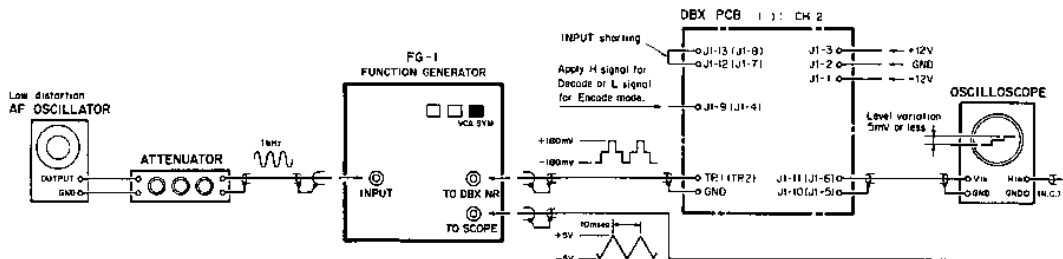 DBX PCB ( ): CH 2
INPUT shorting
J1-13 (J1-8)
J1-12 (J1-7)
J1-3
+12V
J1-2
GND
J1-1
-12V
FG-1
FUNCTION GENERATOR
Apply H signal for
Decode or L signal
for Encode mode.
J1-9 (J1-4)
VCA SYM
Low distortion
AF OSCILLATOR
OUTPUT
GND
ATTENUATOR
1kHz
INPUT
TO DBX NR
TO SCOPE
+180mV
-180mV
TP1 (TP2)
GND
J1-11 (J1-6)
J1-10 (J1-5)
10msec
+5V
-5V
OSCILLOSCOPE
Level variation
5mV or less
Vin
GND
Hin
GND
(N.C.)